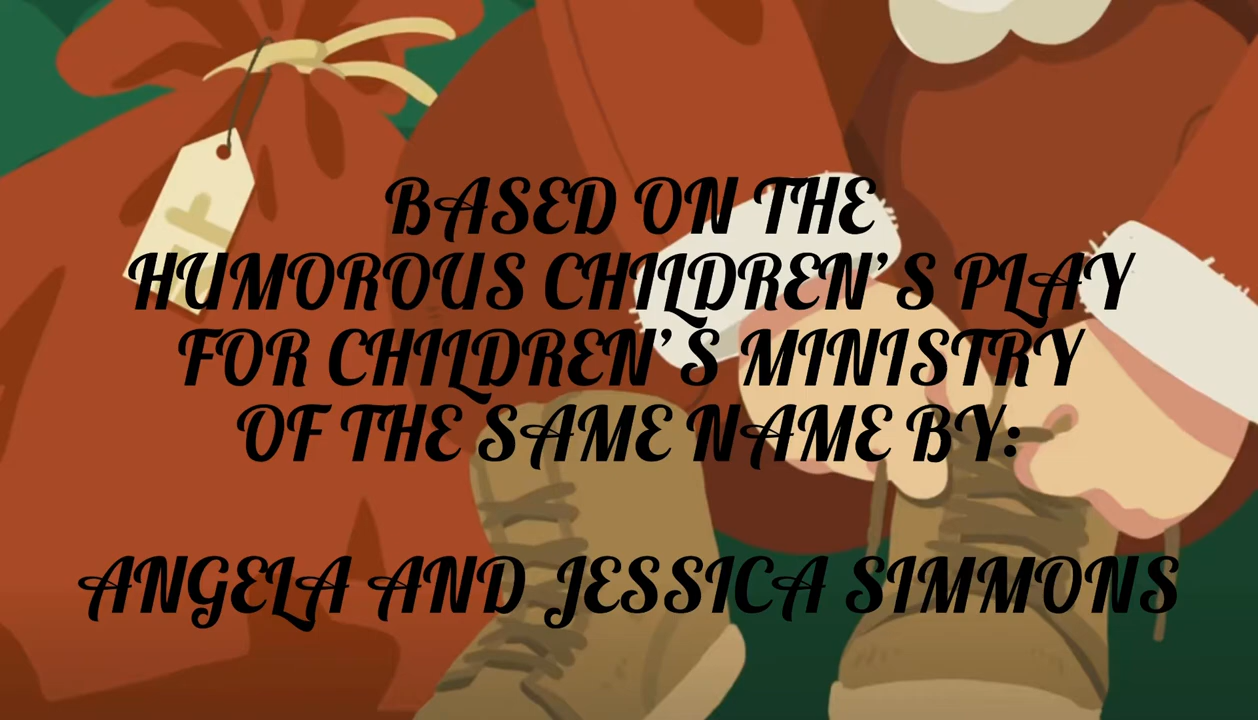 BASED ON THE
HUMOROUS CHILDREN'S PLAY
FOR CHILDREN'S MINISTRY
OF THE SAME NAME BY:
ANGELA AND JESSICA SIMMONS